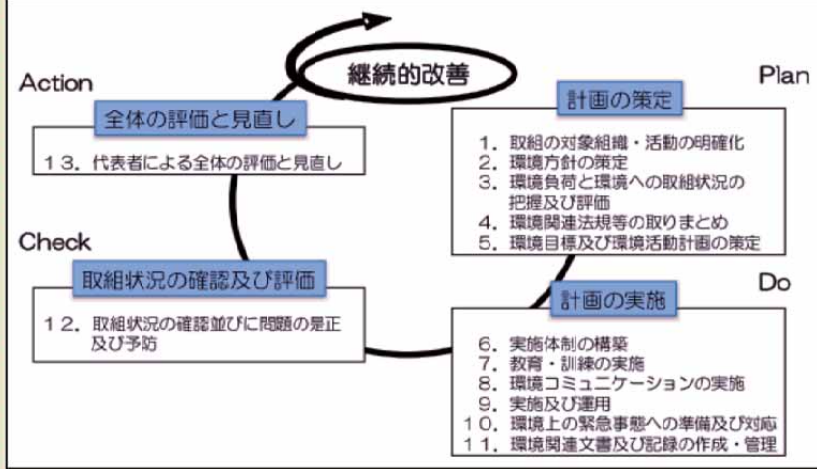 継続的改善
Plan
計画の策定
1. 取組の対象組織・活動の明確化
2. 環境方針の策定
3. 環境負荷と環境への取組状況の
把握及び評価
4. 環境関連法規等の取りまとめ
5. 環境目標及び環境活動計画の策定
Do
計画の実施
6. 実施体制の構築
7. 教育・訓練の実施
8. 環境コミュニケーションの実施
9. 実施及び運用
10. 環境上の緊急事態への準備及び対応
11. 環境関連文書及び記録の作成・管理
Check
取組状況の確認及び評価
12. 取組状況の確認並びに問題の是正
及び予防
Action
全体の評価と見直し
13. 代表者による全体の評価と見直し